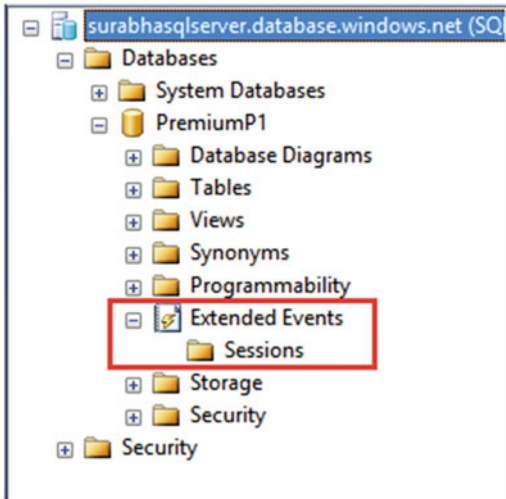 surabhasqlserver.database.windows.net (SQ
Databases
System Databases
PremiumP1
Database Diagrams
Tables
Views
Synonyms
Programmability
Extended Events
Sessions
Storage
Security
Security